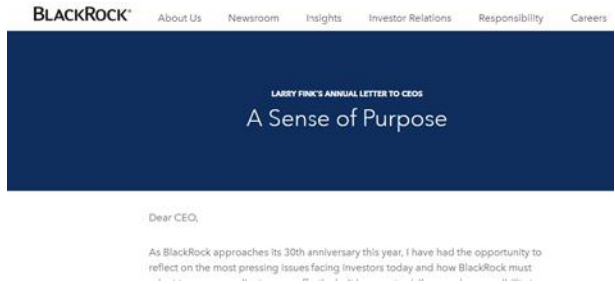 BLACKROCK®
About Us Newsroom Insights Investor Relations Responsibility Careers
LARRY FINK'S ANNUAL LETTER TO CEOS
A Sense of Purpose
Dear CEO,
As BlackRock approaches its 30th anniversary this year, I have had the opportunity to
reflect on the most pressing issues facing investors today and how BlackRock must